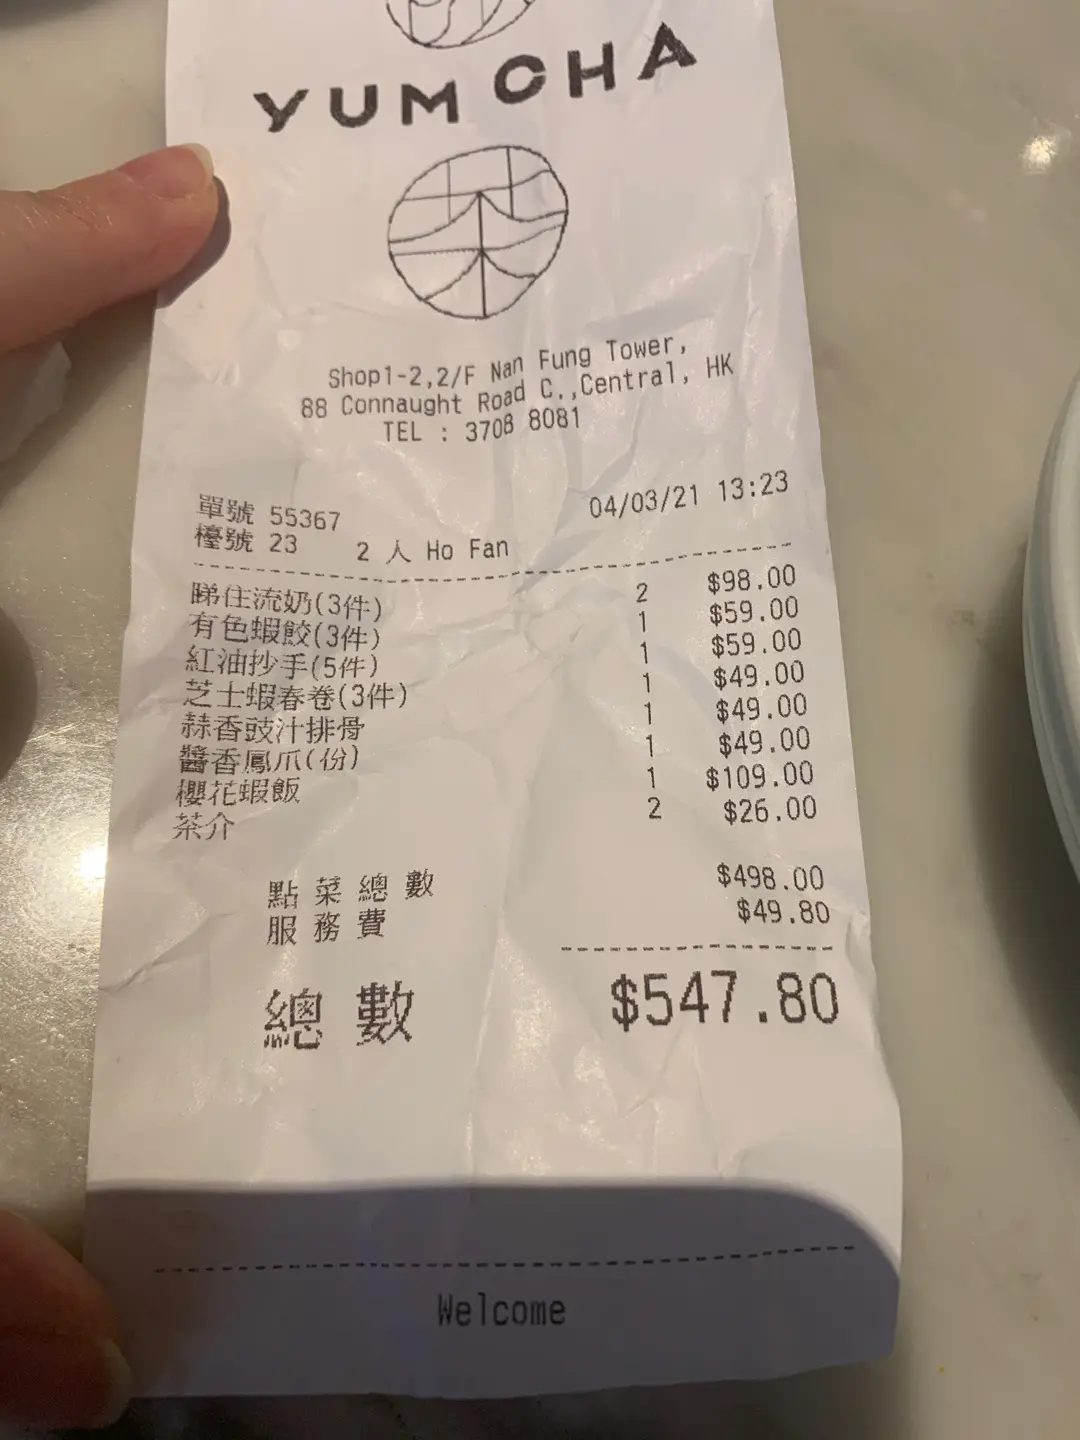 YUM CHA
Shop1-2,2/F Nan Fung Tower,
88 Connaught Road C.,Central, HK
TEL : 3708 8081
單號 55367 04/03/21 13:23
檯號 23 2 人 Ho Fan
睇住流奶(3件) 2 $98.00
有色蝦餃(3件) 1 $59.00
紅油抄手(5件) 1 $59.00
芝士蝦春卷(3件) 1 $49.00
蒜香豉汁排骨 1 $49.00
醬香鳳爪(份) 1 $49.00
櫻花蝦飯 1 $109.00
茶介 2 $26.00
點菜總數 $498.00
服務費 $49.80
總數 $547.80
Welcome